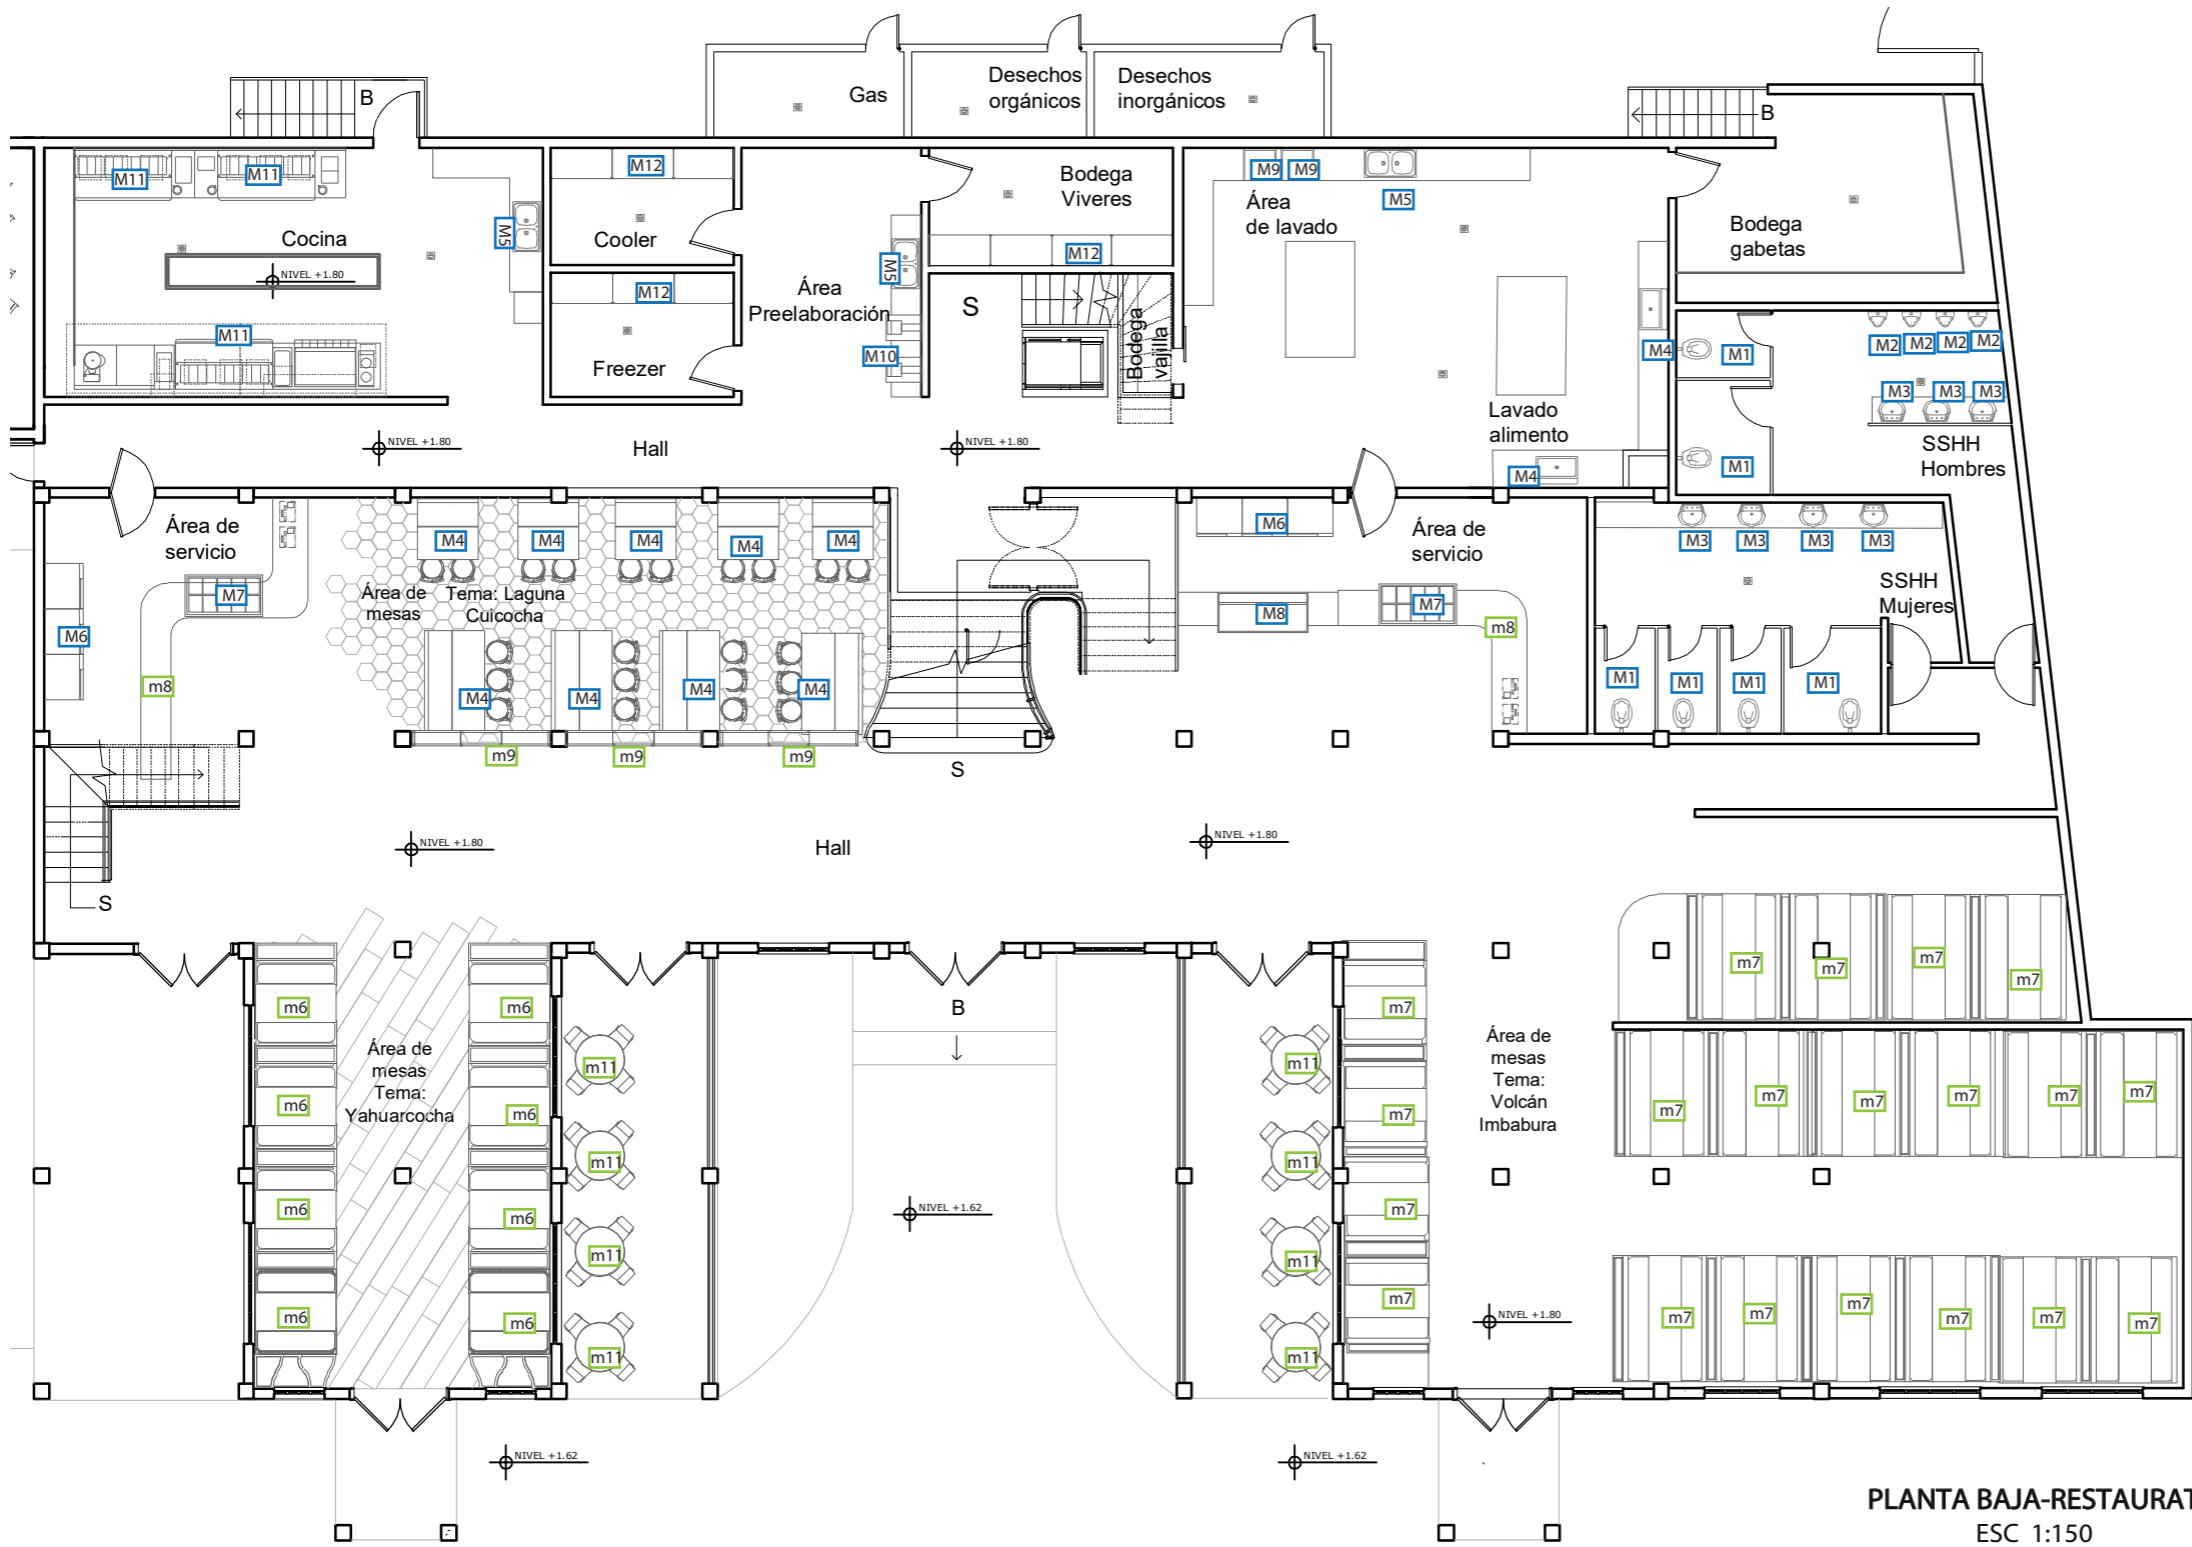 Gas
Desechos
orgánicos
Desechos
inorgánicos
B
B
M11
M11
M12
Bodega
Viveres
M9
M9
M5
Área
de lavado
Cocina
M5
Cooler
M5
M12
Bodega
gabetas
NIVEL +1.80
M12
Área
Preelaboración
S
Bodega
vajilla
M11
Freezer
M10
M4
M1
M2
M2
M2
M2
M3
M3
M3
Lavado
alimento
M4
M1
SSHH
Hombres
NIVEL +1.80
Hall
NIVEL +1.80
Área de
servicio
M4
M4
M4
M4
M4
M6
Área de
servicio
M3
M3
M3
M3
M7
Área de
mesas
Tema: Laguna
Cuicocha
M8
M7
m8
SSHH
Mujeres
M6
m8
M4
M4
M4
M4
M1
M1
M1
M1
m9
m9
m9
S
S
NIVEL +1.80
Hall
NIVEL +1.80
m7
m7
m7
m7
m6
m6
B
m7
Área de
mesas
Tema:
Yahuarcocha
m11
m11
Área de
mesas
Tema:
Volcán
Imbabura
m6
m6
m7
m7
m7
m7
m7
m7
m7
m11
m11
m6
m6
NIVEL +1.62
m7
m11
m11
m6
m6
m7
NIVEL +1.80
m7
m7
m7
m7
m7
m7
m11
m11
NIVEL +1.62
NIVEL +1.62
PLANTA BAJA-RESTAURAT
ESC 1:150